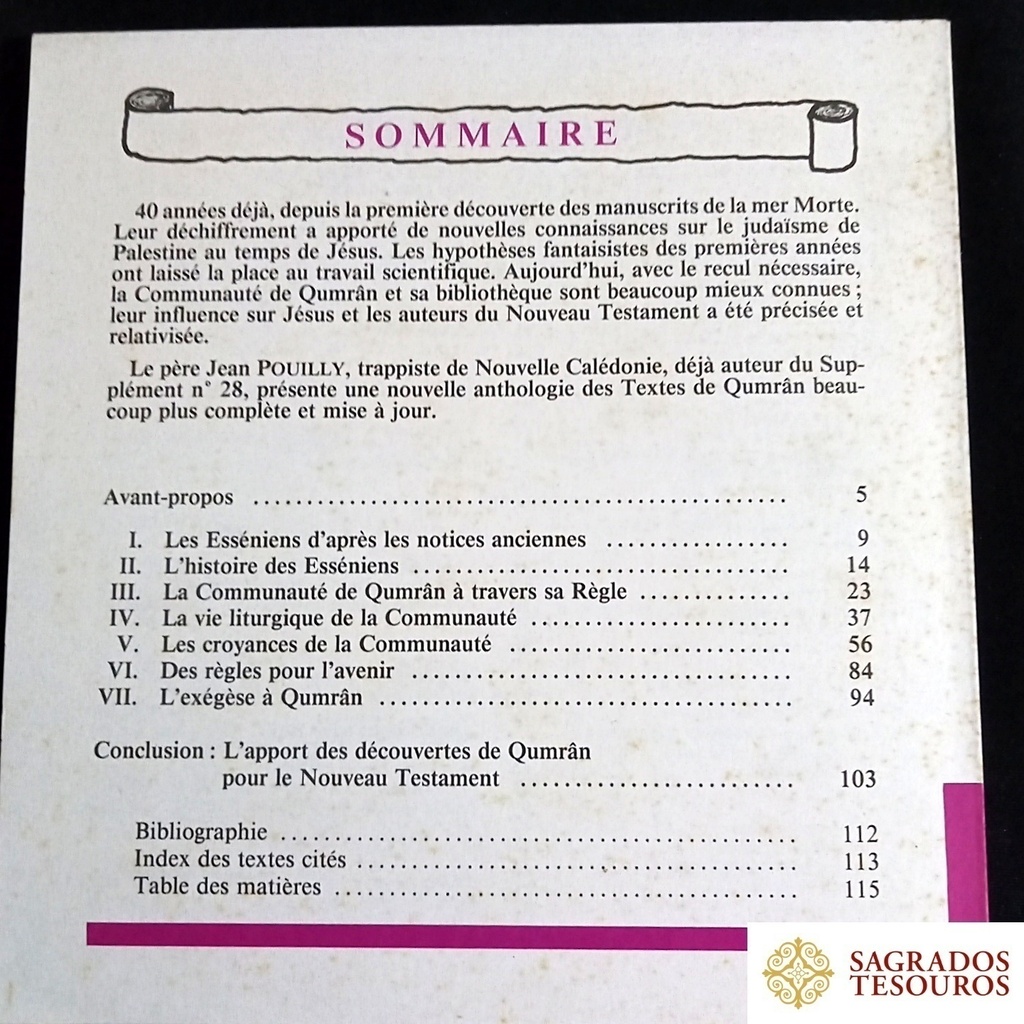 SOMMAIRE
40 années déjà, depuis la première découverte des manuscrits de la mer Morte.
Leur déchiffrement a apporté de nouvelles connaissances sur le judaïsme de
Palestine au temps de Jésus. Les hypothèses fantaisistes des premières années
ont laissé la place au travail scientifique. Aujourd'hui, avec le recul nécessaire,
la Communauté de Qumrân et sa bibliothèque sont beaucoup mieux connues ;
leur influence sur Jésus et les auteurs du Nouveau Testament a été précisée et
relativisée.
Le père Jean POUILLY, trappiste de Nouvelle Calédonie, déjà auteur du Sup-
plément n° 28, présente une nouvelle anthologie des Textes de Qumrân beau-
coup plus complète et mise à jour.
Avant-propos ........................................ 5
I. Les Esséniens d'après les notices anciennes .................. 9
II. L'histoire des Esséniens ..................................... 14
III. La Communauté de Qumrân à travers sa Règle ............... 23
IV. La vie liturgique de la Communauté .......................... 37
V. Les croyances de la Communauté ............................ 56
VI. Des règles pour l'avenir ...................................... 84
VII. L'exégèse à Qumrân ......................................... 94
Conclusion : L'apport des découvertes de Qumrân
pour le Nouveau Testament ........................... 103
Bibliographie ................................................... 112
Index des textes cités ........................................... 113
Table des matières .............................................. 115
SAGRADOS
TESOUROS